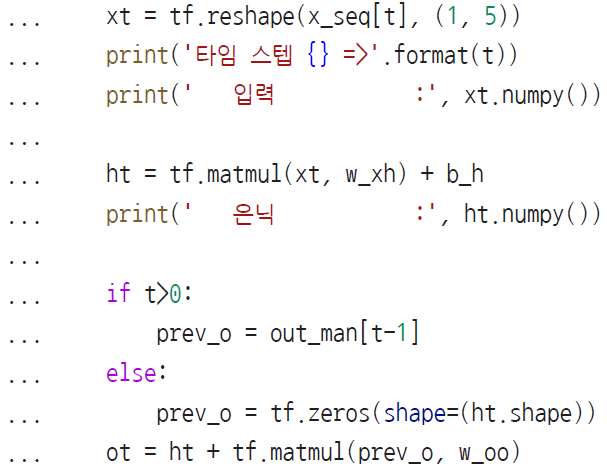 ...     xt = tf.reshape(x_seq[t], (1, 5))
...     print('타임 스텝 {} =>'.format(t))
...     print('   입력           :', xt.numpy())
...
...     ht = tf.matmul(xt, w_xh) + b_h
...     print('   은닉           :', ht.numpy())
...
...     if t>0:
...         prev_o = out_man[t-1]
...     else:
...         prev_o = tf.zeros(shape=(ht.shape))
...     ot = ht + tf.matmul(prev_o, w_oo)